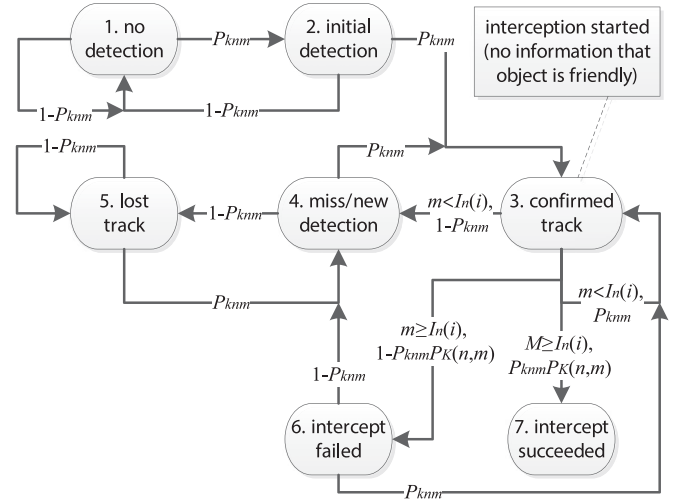 1. no
detection
Pknm
2. initial
detection
Pknm
interception started
(no information that
object is friendly)
1-Pknm
1-Pknm
1-Pknm
Pknm
5. lost
track
1-Pknm
4. miss/new
detection
m<In(i),
1-Pknm
3. confirmed
track
Pknm
m<In(i),
Pknm
m≥In(i),
1-PknmPK(n,m)
M≥In(i),
PknmPK(n,m)
1-Pknm
6. intercept
failed
7. intercept
succeeded
Pknm